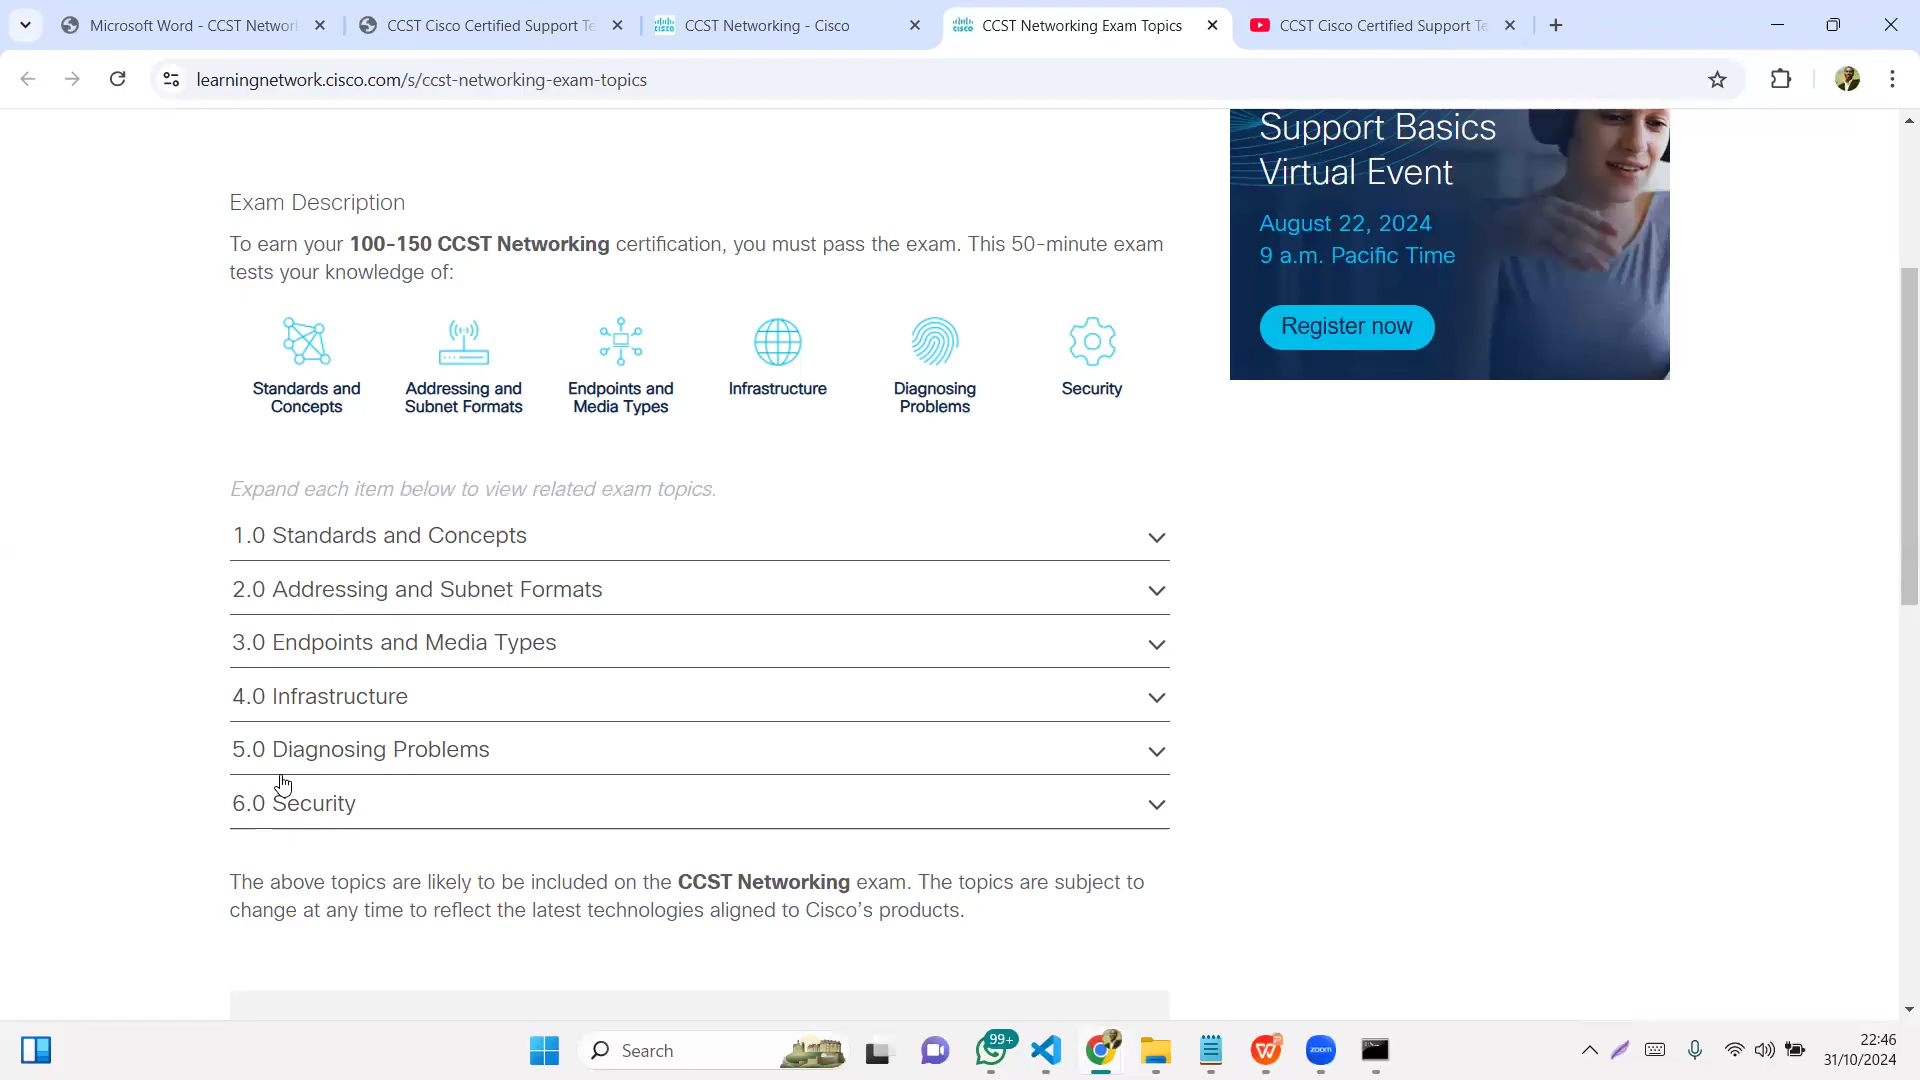 Microsoft Word - CCST Networ
CCST Cisco Certified Support Te
CCST Networking - Cisco
CCST Networking Exam Topics
CCST Cisco Certified Support Te
learningnetwork.cisco.com/s/ccst-networking-exam-topics
Support Basics
Virtual Event
August 22, 2024
9 a.m. Pacific Time
Register now
Exam Description
To earn your 100-150 CCST Networking certification, you must pass the exam. This 50-minute exam
tests your knowledge of:
Standards and
Concepts
Addressing and
Subnet Formats
Endpoints and
Media Types
Infrastructure
Diagnosing
Problems
Security
Expand each item below to view related exam topics.
1.0 Standards and Concepts
2.0 Addressing and Subnet Formats
3.0 Endpoints and Media Types
4.0 Infrastructure
5.0 Diagnosing Problems
6.0 Security
The above topics are likely to be included on the CCST Networking exam. The topics are subject to
change at any time to reflect the latest technologies aligned to Cisco's products.
Search
99+
zoom
22:46
31/10/2024